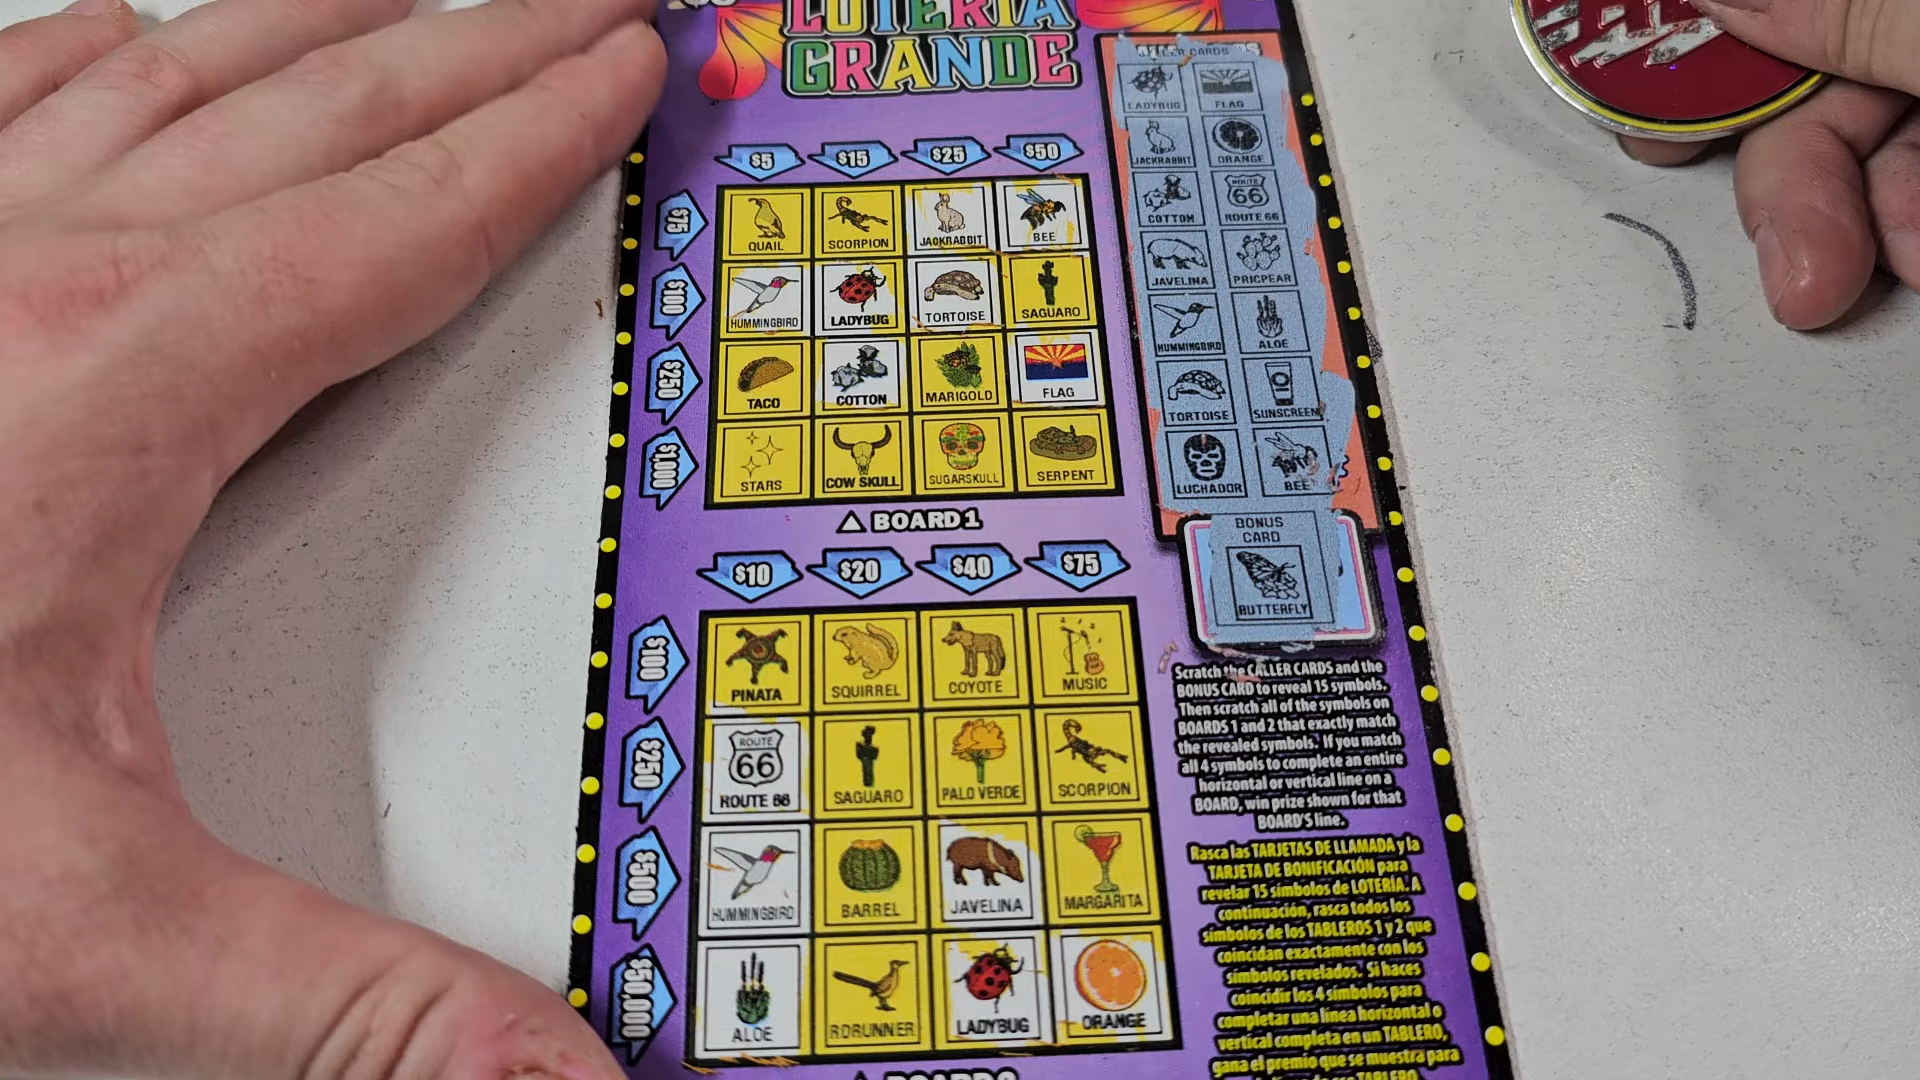 LOTERIA
GRANDE
$5 $15 $25 $50
$75
QUAIL SCORPION JACKRABBIT BEE
$100
HUMMINGBIRD LADYBUG TORTOISE SAGUARO
$250
TACO COTTON MARIGOLD FLAG
$1,000
STARS COW SKULL SUGARSKULL SERPENT
▲ BOARD 1
$10 $20 $40 $75
$100
PINATA SQUIRREL COYOTE MUSIC
$250
ROUTE
66
ROUTE 66 SAGUARO PALO VERDE SCORPION
$500
HUMMINGBIRD BARREL JAVELINA MARGARITA
$50,000
ALOE RDRUNNER LADYBUG ORANGE
CALLER CARDS
LADYBUG FLAG
JACKRABBIT ORANGE
ROUTE
66
COTTON ROUTE 66
JAVELINA PRICPEAR
HUMMINGBIRD ALOE
TORTOISE SUNSCREEN
LUCHADOR BEE
BONUS
CARD
BUTTERFLY
Scratch the CALLER CARDS and the
BONUS CARD to reveal 15 symbols.
Then scratch all of the symbols on
BOARDS 1 and 2 that exactly match
the revealed symbols. If you match
all 4 symbols to complete an entire
horizontal or vertical line on a
BOARD, win prize shown for that
BOARD'S line.
Rasca las TARJETAS DE LLAMADA y la
TARJETA DE BONIFICACIÓN para
revelar 15 símbolos de LOTERÍA. A
continuación, rasca todos los
símbolos de los TABLEROS 1 y 2 que
coincidan exactamente con los
símbolos revelados. Si haces
coincidir los 4 símbolos para
completar una línea horizontal o
vertical completa en un TABLERO,
gana el premio que se muestra para